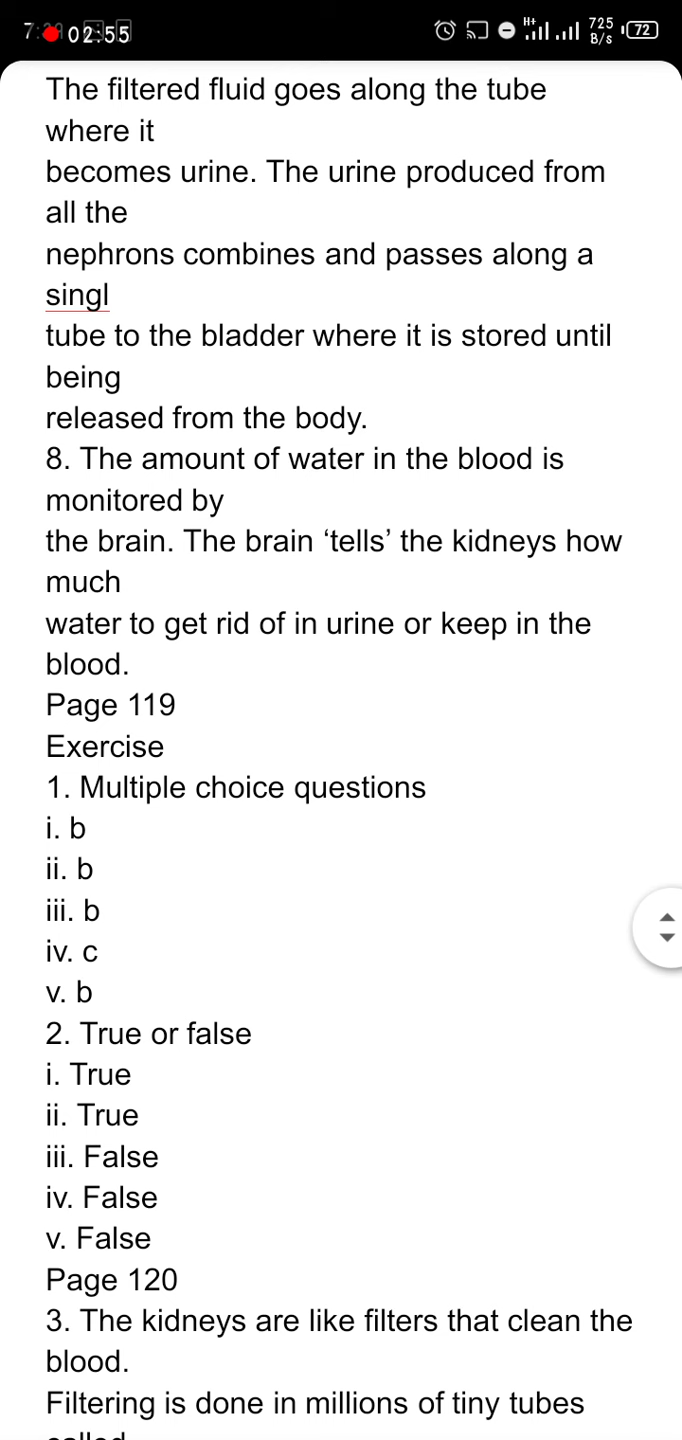 02:55
H+
725
B/s
72
The filtered fluid goes along the tube
where it
becomes urine. The urine produced from
all the
nephrons combines and passes along a
singl
tube to the bladder where it is stored until
being
released from the body.
8. The amount of water in the blood is
monitored by
the brain. The brain ‘tells’ the kidneys how
much
water to get rid of in urine or keep in the
blood.
Page 119
Exercise
1. Multiple choice questions
i. b
ii. b
iii. b
iv. c
v. b
2. True or false
i. True
ii. True
iii. False
iv. False
v. False
Page 120
3. The kidneys are like filters that clean the
blood.
Filtering is done in millions of tiny tubes